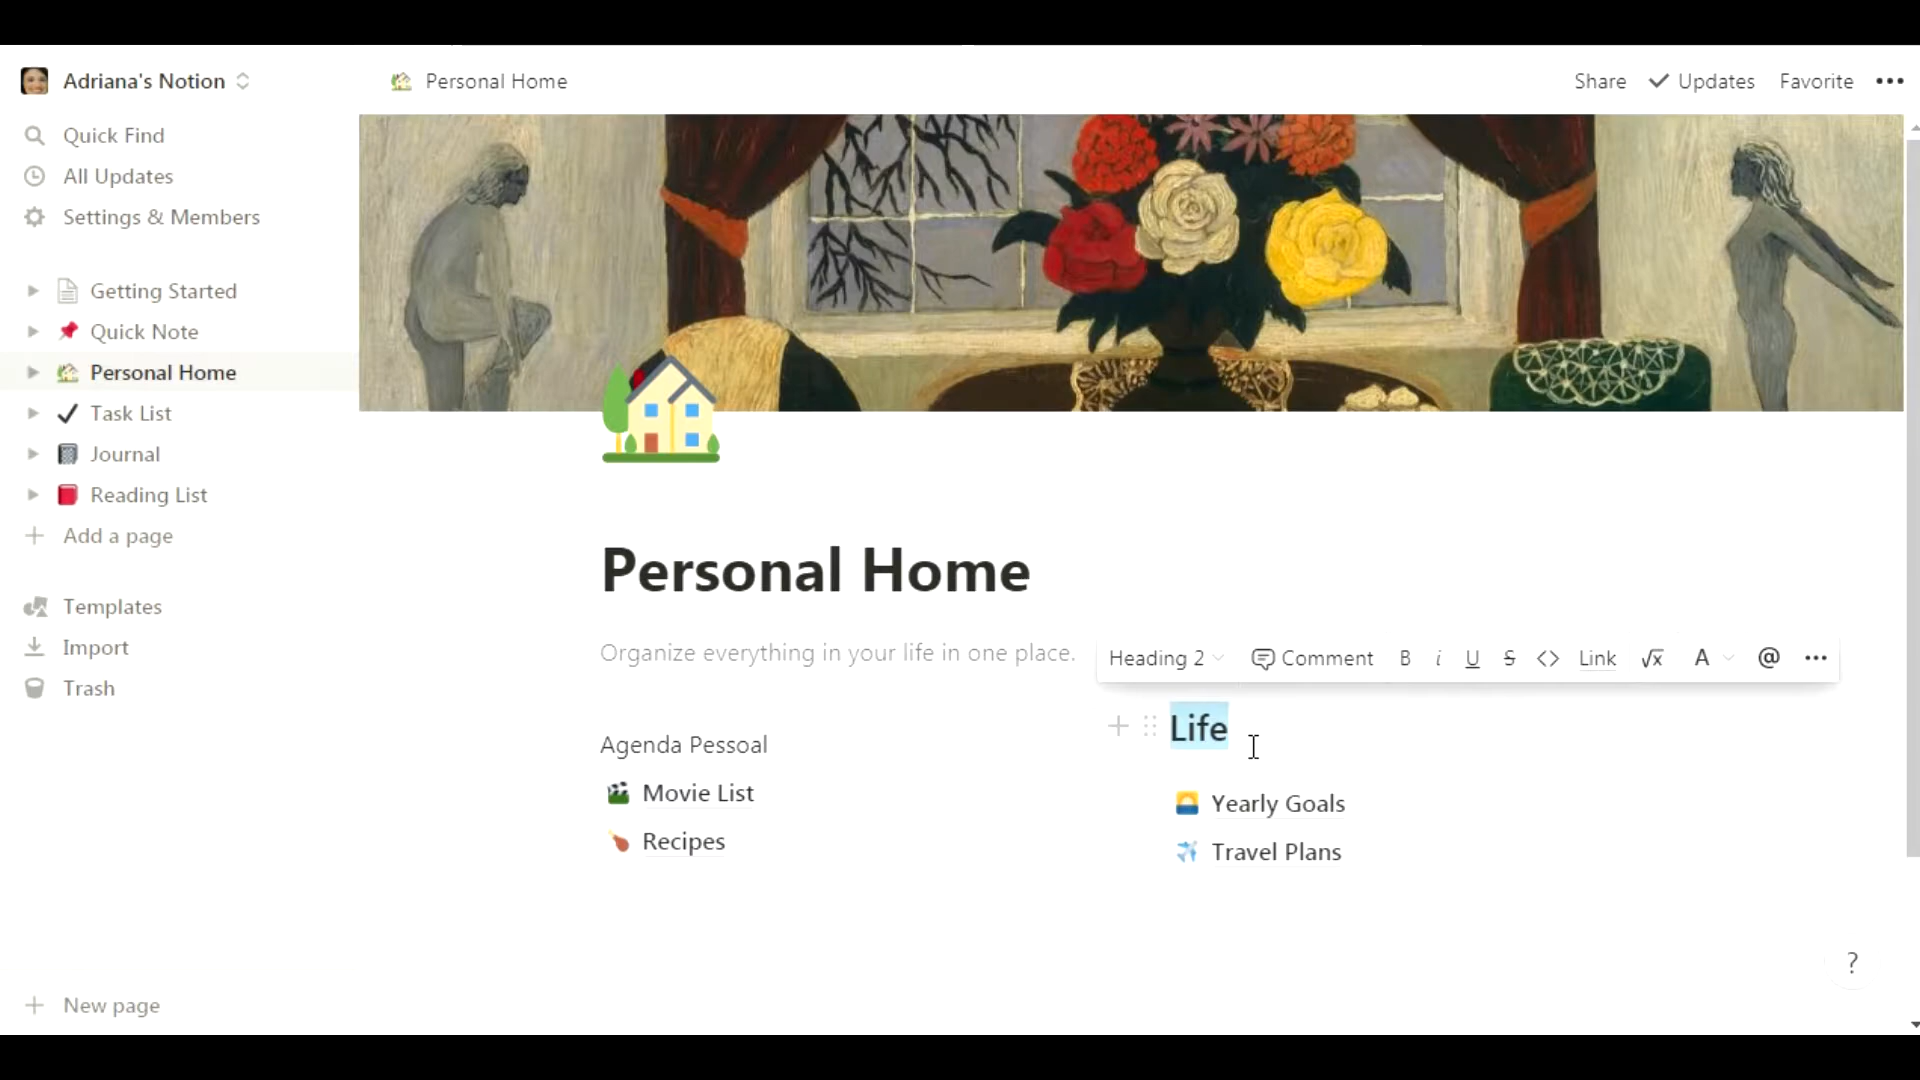 Adriana's Notion
Personal Home
Share
Updates
Favorite
Quick Find
All Updates
Settings & Members
Getting Started
Quick Note
Personal Home
Task List
Journal
Reading List
Add a page
Templates
Import
Trash
New page
Personal Home
Organize everything in your life in one place.
Heading 2
Comment
B i U S <> Link √x A @ •••
Agenda Pessoal
Movie List
Recipes
Life
Yearly Goals
Travel Plans
?